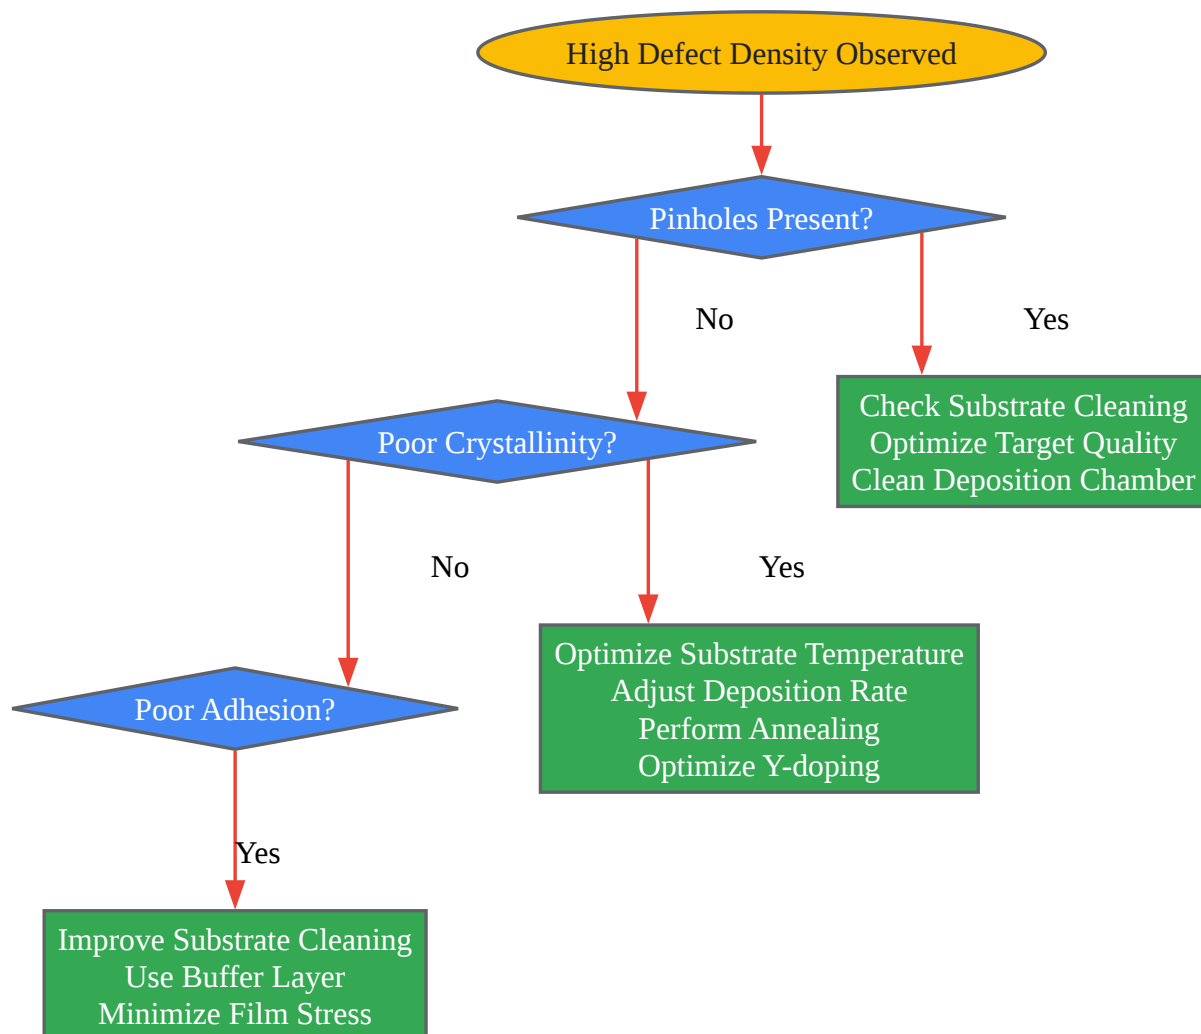 High Defect Density Observed
Pinholes Present?
No
Yes
Check Substrate Cleaning
Optimize Target Quality
Clean Deposition Chamber
Poor Crystallinity?
No
Yes
Optimize Substrate Temperature
Adjust Deposition Rate
Perform Annealing
Optimize Y-doping
Poor Adhesion?
Yes
Improve Substrate Cleaning
Use Buffer Layer
Minimize Film Stress